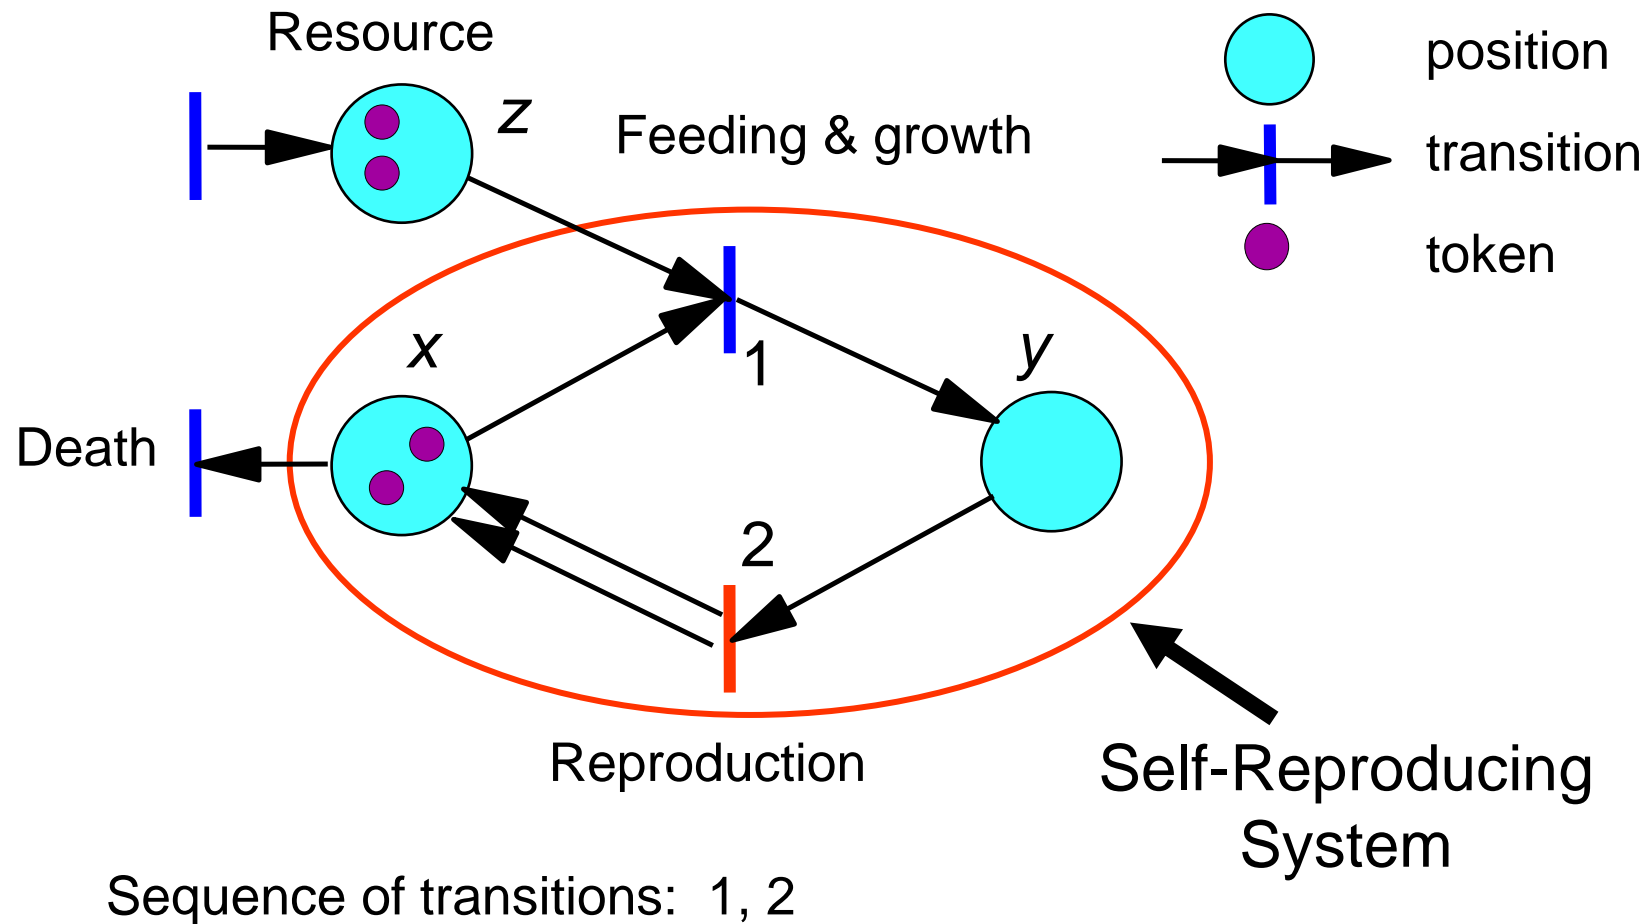 Resource
position
z
Feeding & growth
transition
token
x
1
y
Death
2
Reproduction
Self-Reproducing
System
Sequence of transitions: 1, 2